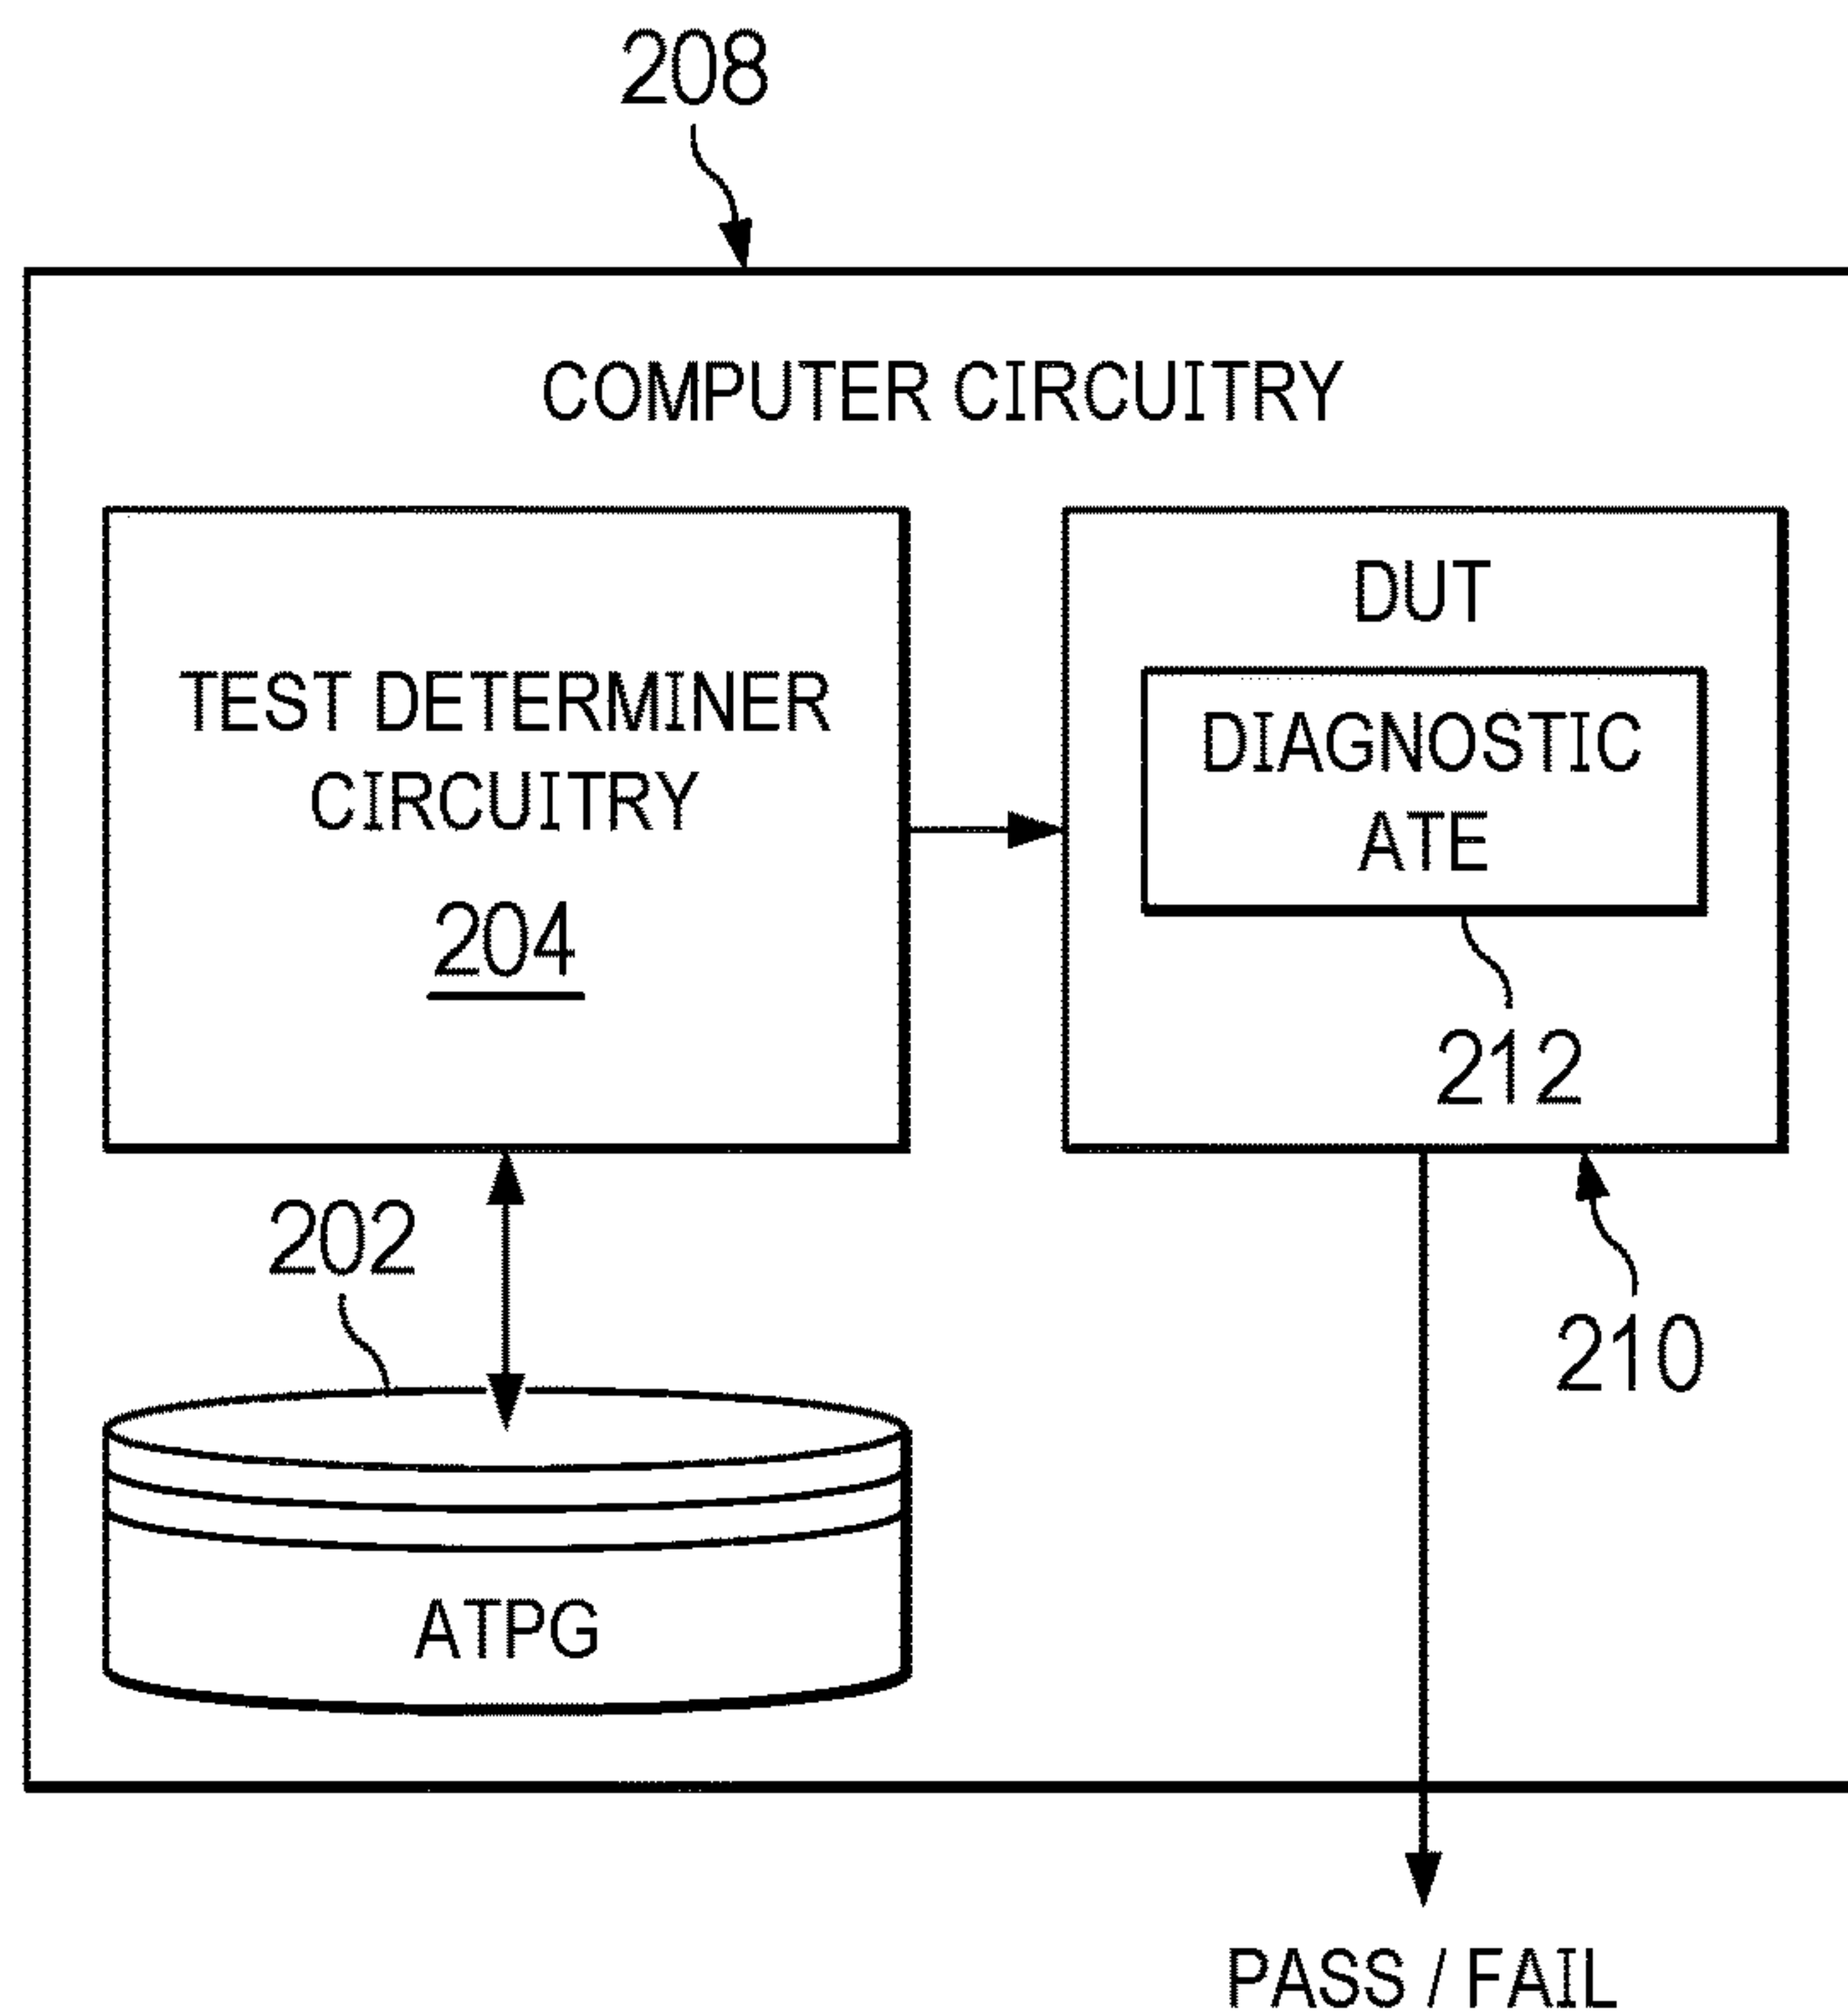 208
COMPUTER CIRCUITRY
TEST DETERMINER
CIRCUITRY
204
DUT
DIAGNOSTIC
ATE
212
202
210
ATPG
PASS / FAIL